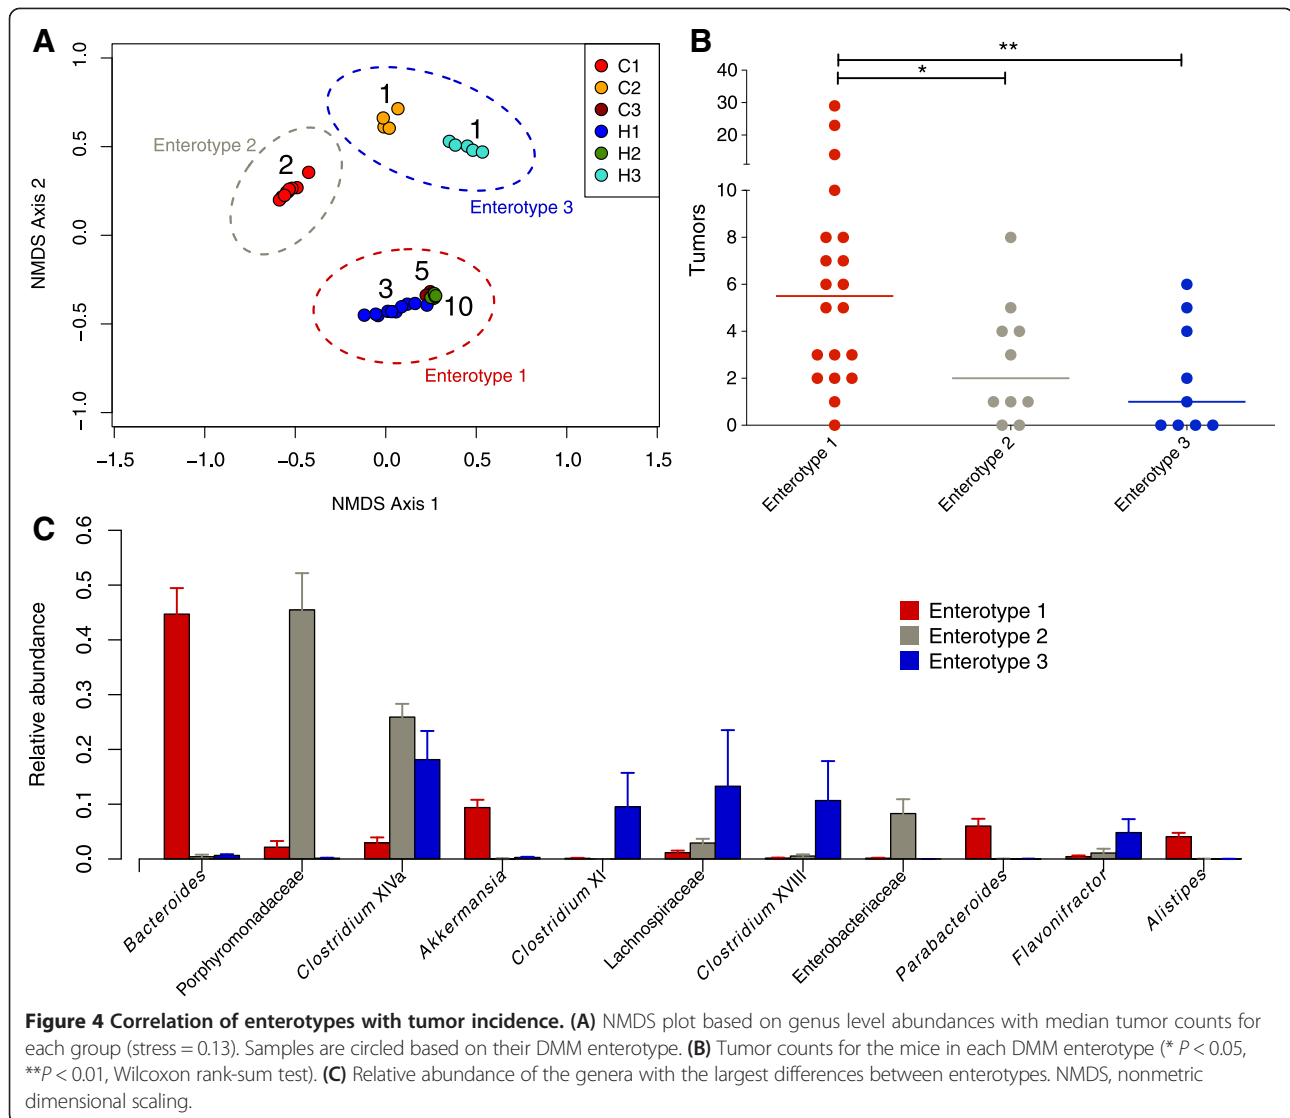 A
B
1.0
0.5
0.0
−0.5
−1.0
NMDS Axis 2
−1.5
−1.0
−0.5
0.0
0.5
1.0
1.5
NMDS Axis 1
C1
C2
C3
H1
H2
H3
1
1
Enterotype 2
2
Enterotype 3
5
3
10
Enterotype 1
**
*
40
30
20
10
8
6
4
2
0
Tumors
Enterotype 1
Enterotype 2
Enterotype 3
C
0.6
0.5
0.4
0.3
0.2
0.1
0.0
Relative abundance
Enterotype 1
Enterotype 2
Enterotype 3
Bacteroides
Porphyromonadaceae
Clostridium XIVa
Akkermansia
Clostridium XI
Lachnospiraceae
Clostridium XVIII
Enterobacteriaceae
Parabacteroides
Flavonifractor
Alistipes
Figure 4 Correlation of enterotypes with tumor incidence. (A) NMDS plot based on genus level abundances with median tumor counts for
each group (stress = 0.13). Samples are circled based on their DMM enterotype. (B) Tumor counts for the mice in each DMM enterotype (* P < 0.05,
**P < 0.01, Wilcoxon rank-sum test). (C) Relative abundance of the genera with the largest differences between enterotypes. NMDS, nonmetric
dimensional scaling.